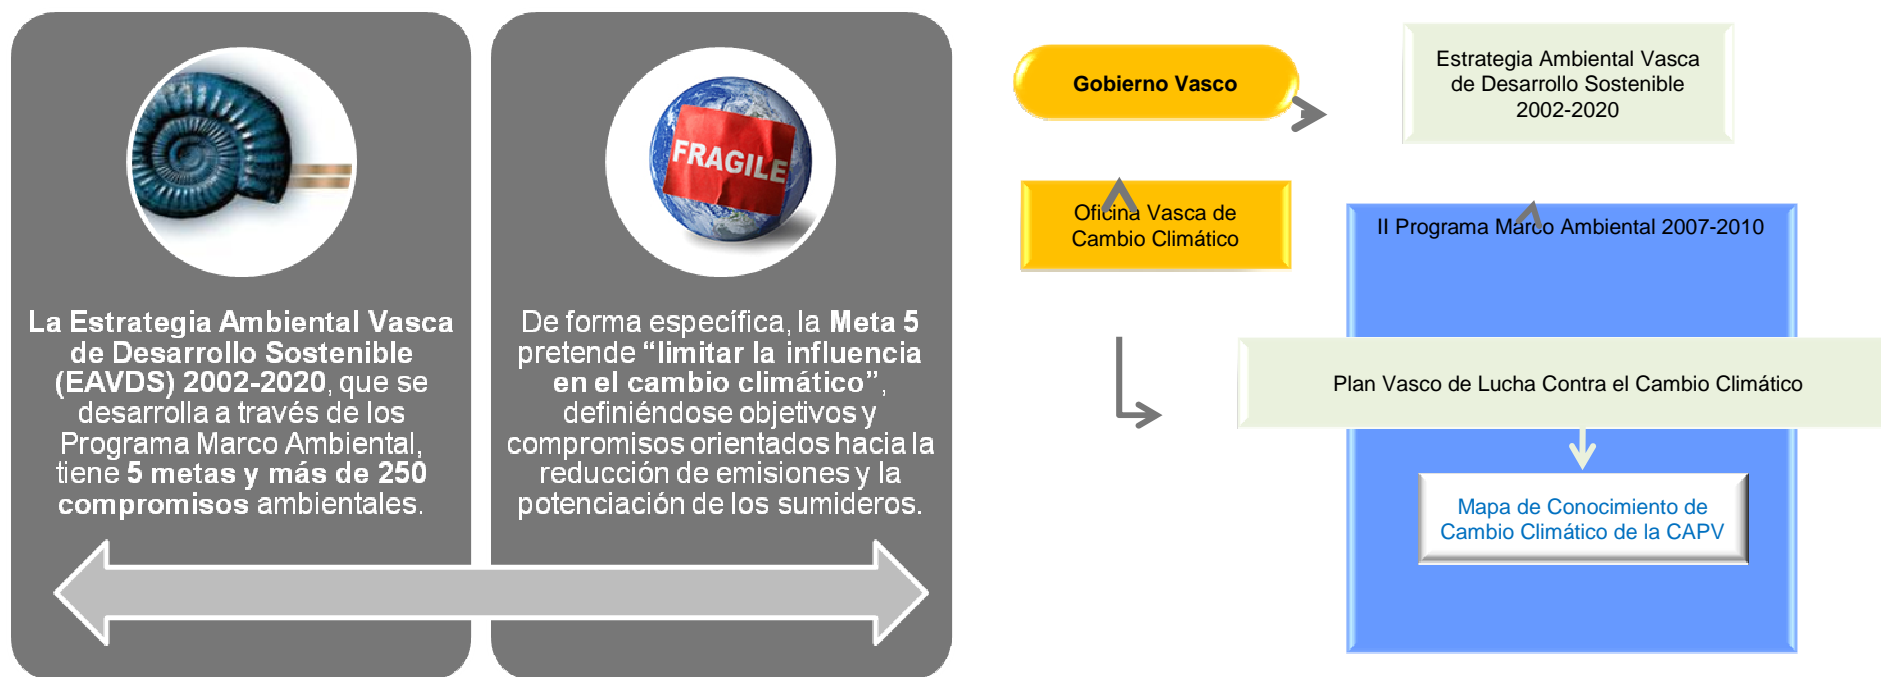 La Estrategia Ambiental Vasca
de Desarrollo Sostenible
(EAVDS) 2002-2020, que se
desarrolla a través de los
Programa Marco Ambiental,
tiene 5 metas y más de 250
compromisos ambientales.
FRAGILE
De forma específica, la Meta 5
pretende “limitar la influencia
en el cambio climático”,
definiéndose objetivos y
compromisos orientados hacia la
reducción de emisiones y la
potenciación de los sumideros.
Gobierno Vasco
Estrategia Ambiental Vasca
de Desarrollo Sostenible
2002-2020
Oficina Vasca de
Cambio Climático
II Programa Marco Ambiental 2007-2010
Plan Vasco de Lucha Contra el Cambio Climático
Mapa de Conocimiento de
Cambio Climático de la CAPV